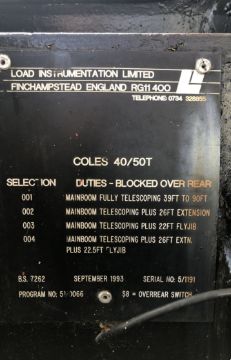 LOAD INSTRUMENTATION LIMITED
FINCHAMPSTEAD ENGLAND RG11 400
TELEPHONE 0734 328855
COLES 40/50T
SELECTION DUTIES - BLOCKED OVER REAR
001 MAINBOOM FULLY TELESCOPING 39FT TO 90FT
002 MAINBOOM TELESCOPING PLUS 26FT EXTENSION
003 MAINBOOM TELESCOPING PLUS 22FT FLYJIB
004 MAINBOOM TELESCOPING PLUS 26FT EXTN.
PLUS 22.5FT FLYJIB
B.S. 7262 SEPTEMBER 1993 SERIAL NO: 5/1191
PROGRAM NO: S8 = OVERREAR SWITCH